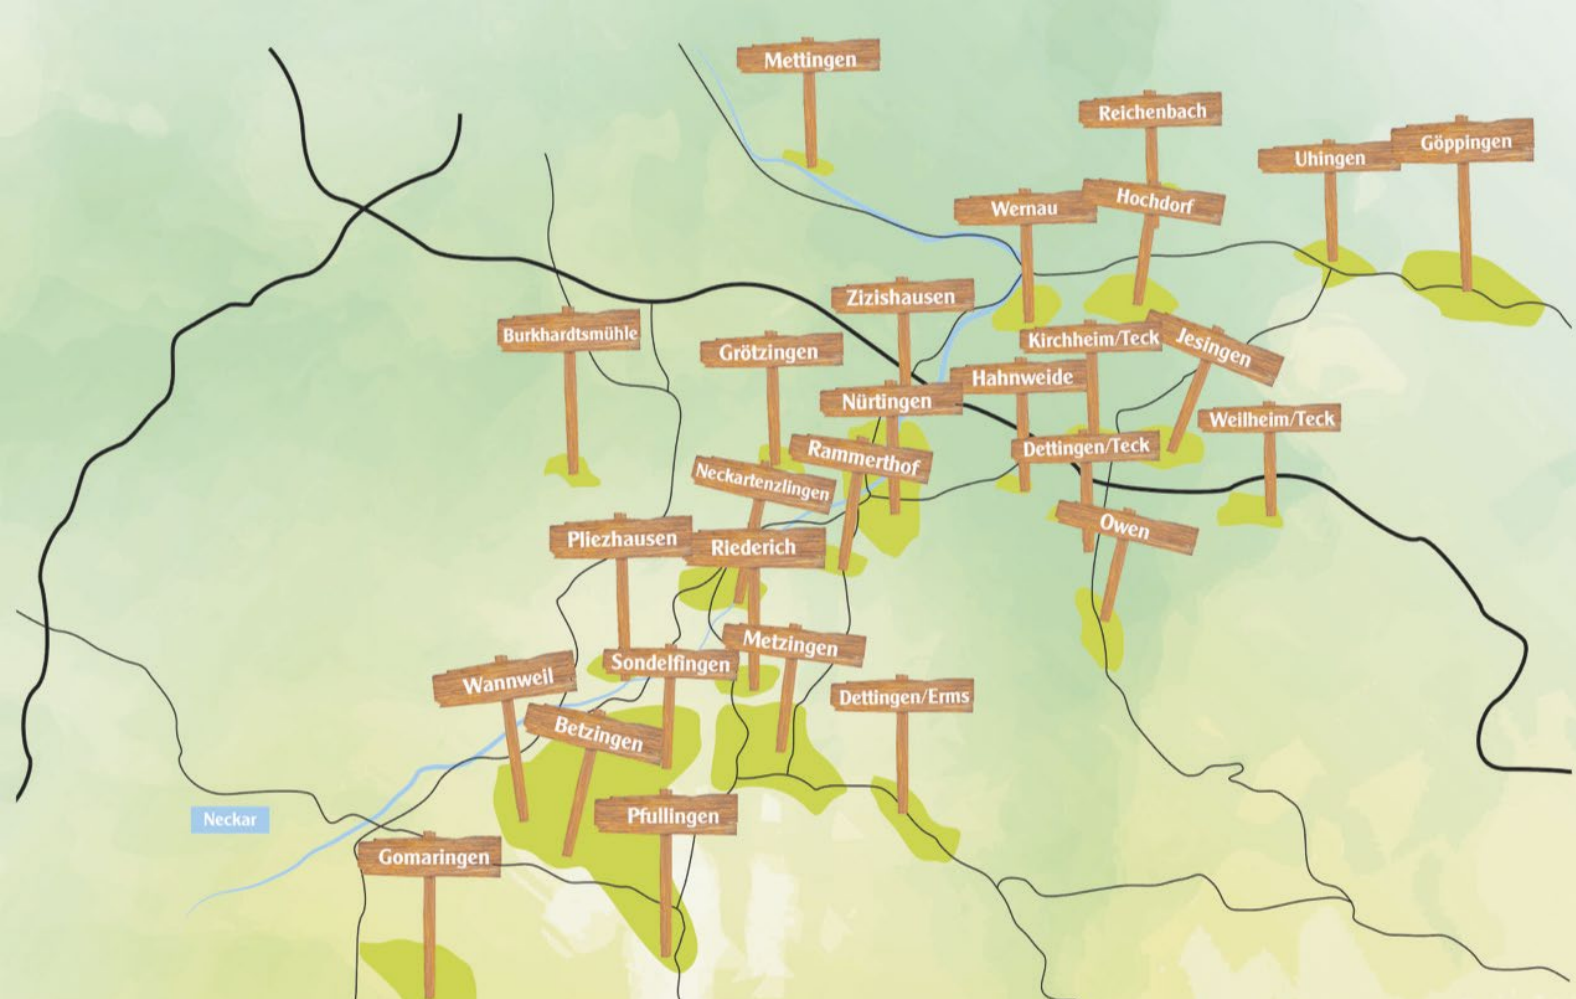 Mettingen
Reichenbach
Göppingen
Uhingen
Hochdorf
Wernau
Zizishausen
Burkhardtsmühle
Kirchheim/Teck
Jesingen
Grötzingen
Hahnweide
Nürtingen
Weilheim/Teck
Dettingen/Teck
Rammerthof
Neckartenzlingen
Owen
Pliezhausen
Riederich
Metzingen
Sondelfingen
Wannweil
Dettingen/Erms
Betzingen
Pfullingen
Neckar
Gomaringen